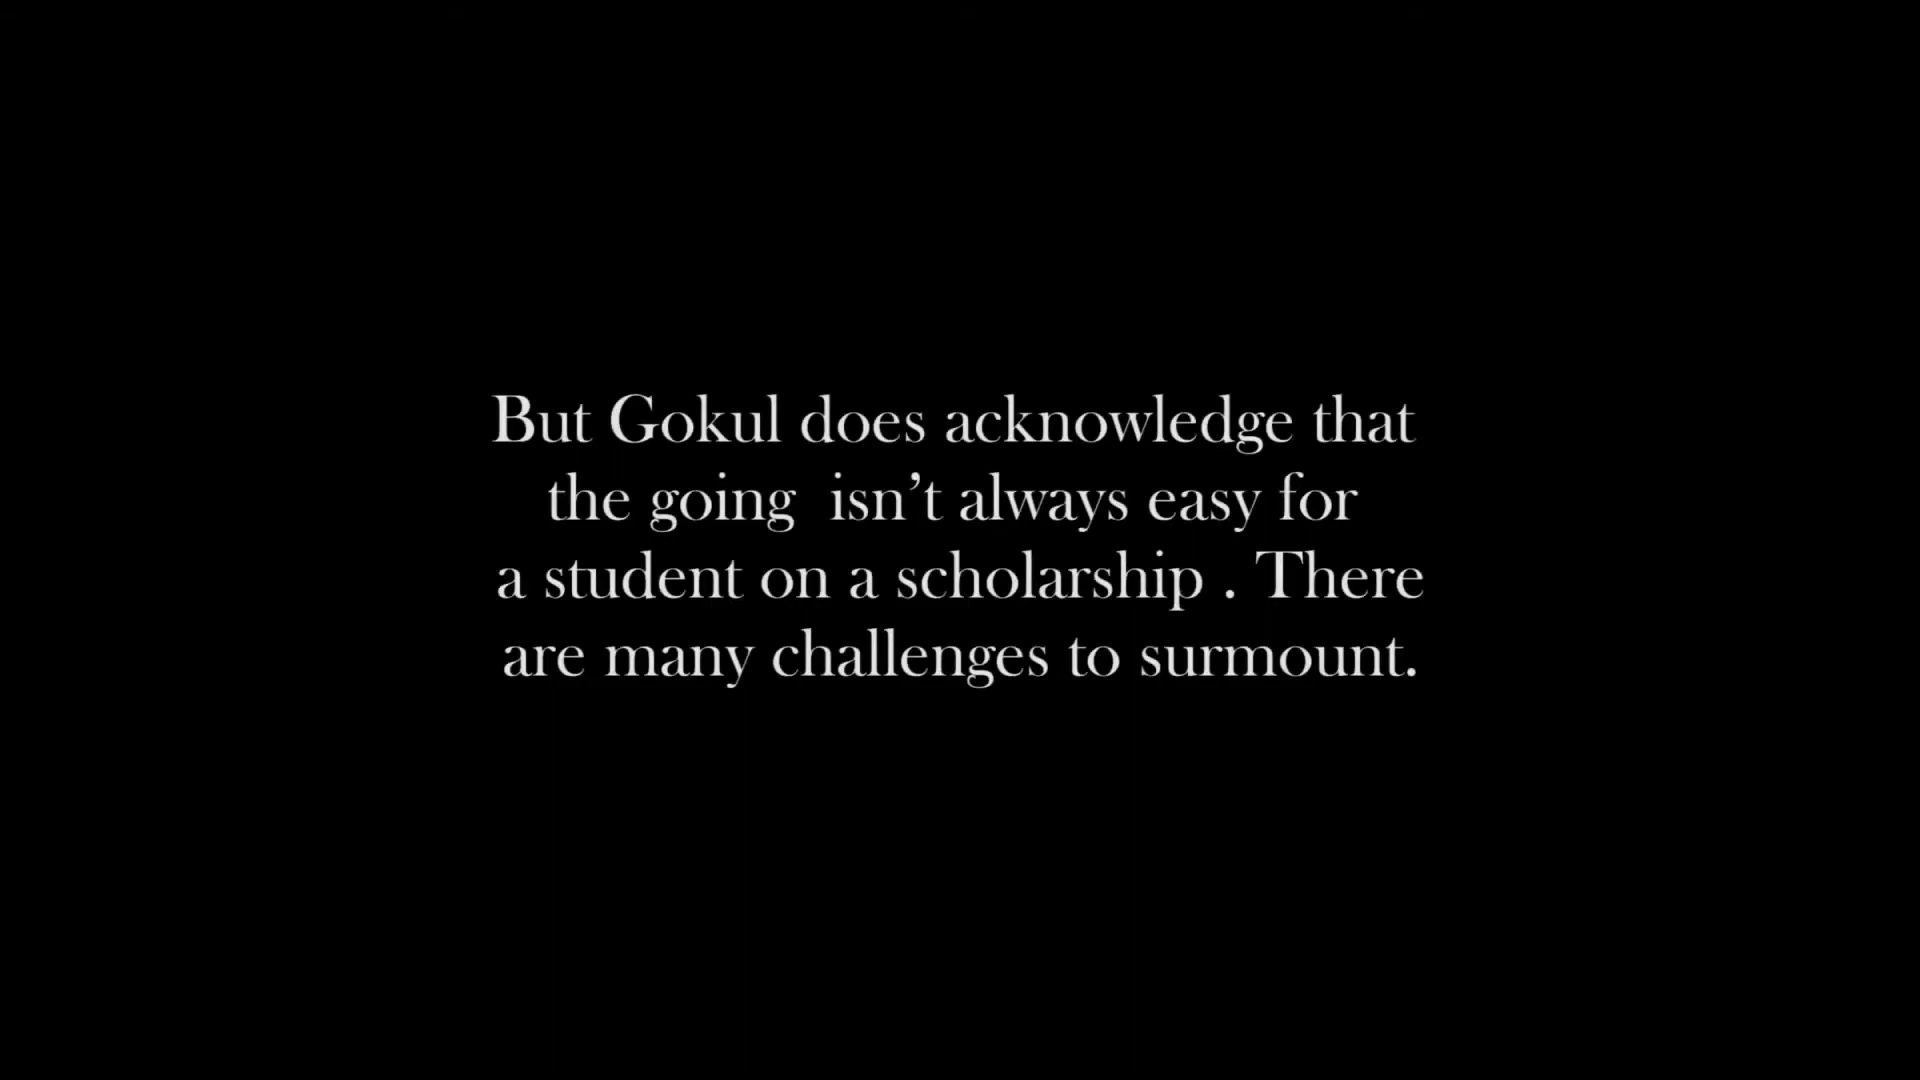 But Gokul does acknowledge that
the going  isn’t always easy for
a student on a scholarship . There
are many challenges to surmount.